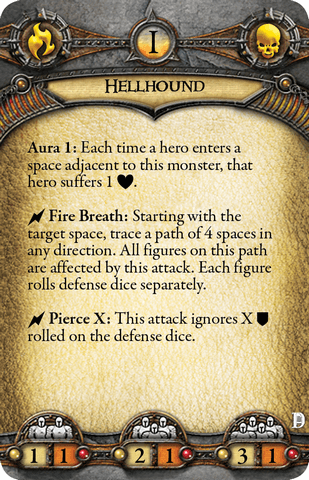 I
HELLHOUND
Aura 1: Each time a hero enters a
space adjacent to this monster, that
hero suffers 1 ♥.
Fire Breath: Starting with the
target space, trace a path of 4 spaces in
any direction. All figures on this path
are affected by this attack. Each figure
rolls defense dice separately.
Pierce X: This attack ignores X
rolled on the defense dice.
D
1 1 2 1 3 1